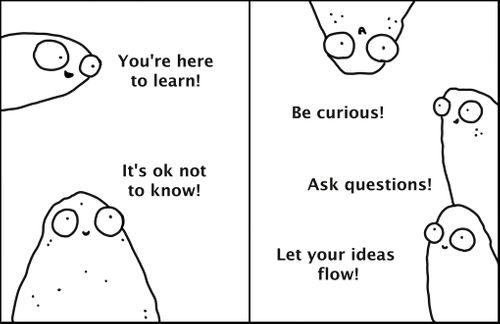 You're here
to learn!
It's ok not
to know!
Be curious!
Ask questions!
Let your ideas
flow!